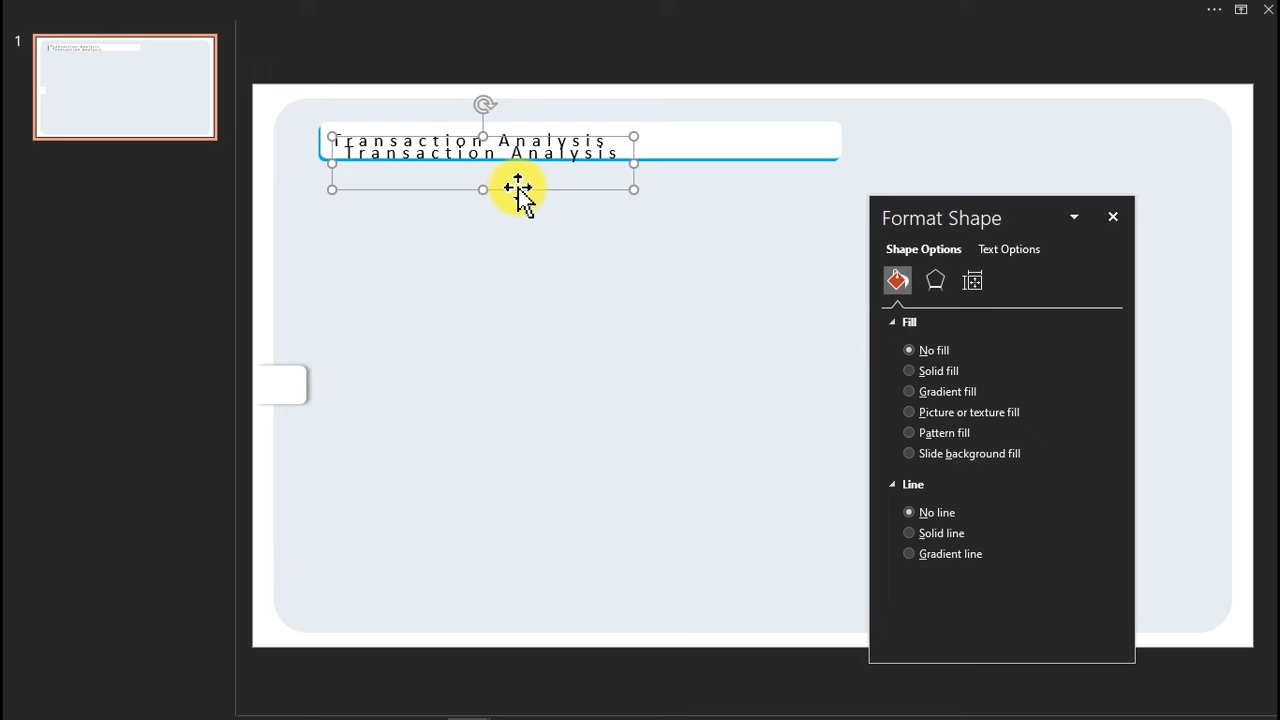 1
Transaction Analysis
Transaction Analysis
Format Shape
Shape Options Text Options
Fill
No fill
Solid fill
Gradient fill
Picture or texture fill
Pattern fill
Slide background fill
Line
No line
Solid line
Gradient line